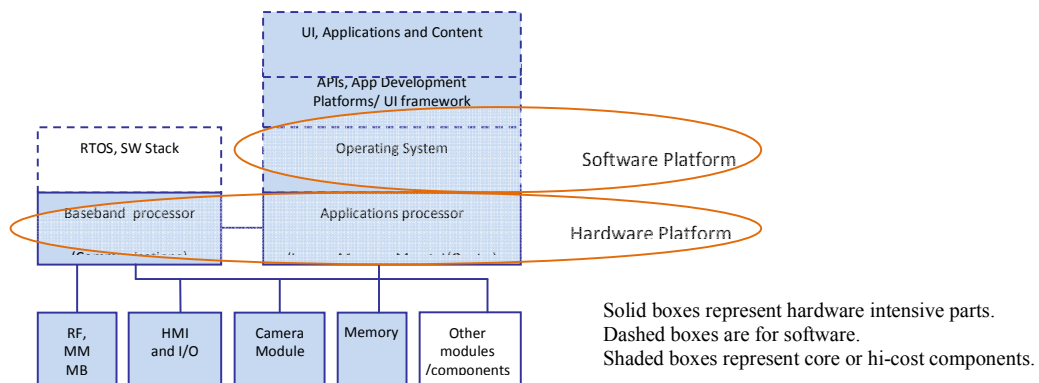 UI, Applications and Content
APIs, App Development
Platforms/ UI framework
RTOS, SW Stack
Operating System
Software Platform
Baseband processor
Applications processor
Hardware Platform
RF,
MM
MB
HMI
and I/O
Camera
Module
Memory
Other
modules
/components
Solid boxes represent hardware intensive parts.
Dashed boxes are for software.
Shaded boxes represent core or hi-cost components.